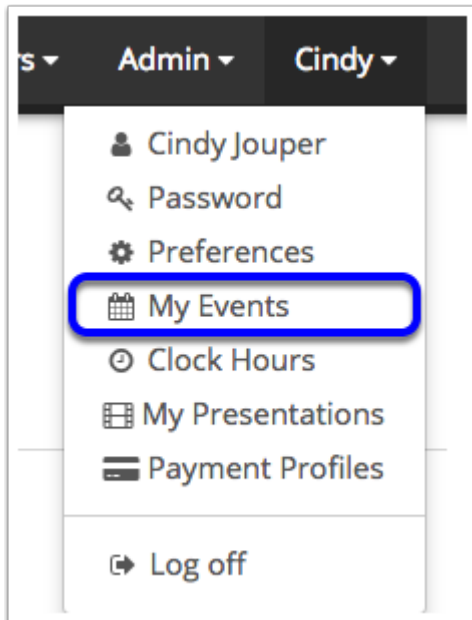 rs Admin Cindy
Cindy Jouper
Password
Preferences
My Events
Clock Hours
My Presentations
Payment Profiles
Log off